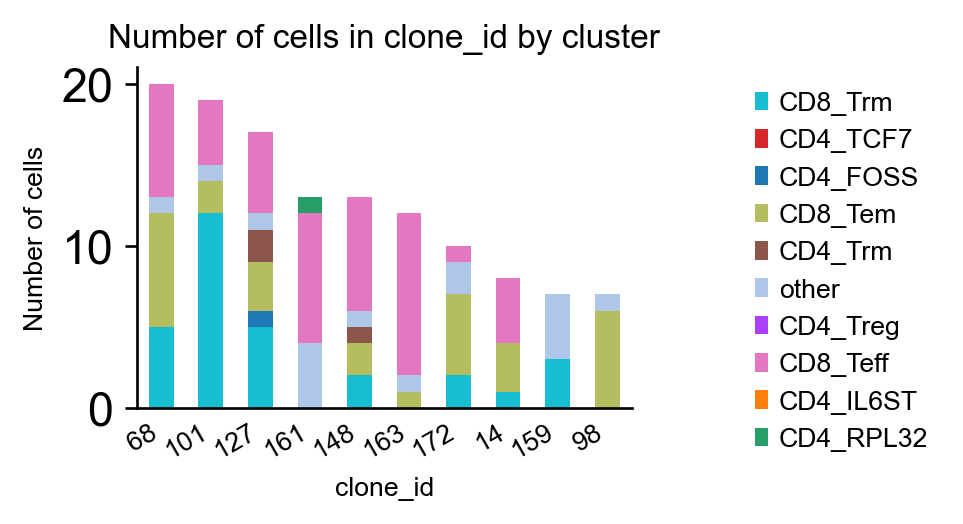 Number of cells in clone_id by cluster
Number of cells
20
10
0
68
101
127
161
148
163
172
14
159
98
clone_id
CD8_Trm
CD4_TCF7
CD4_FOSS
CD8_Tem
CD4_Trm
other
CD4_Treg
CD8_Teff
CD4_IL6ST
CD4_RPL32